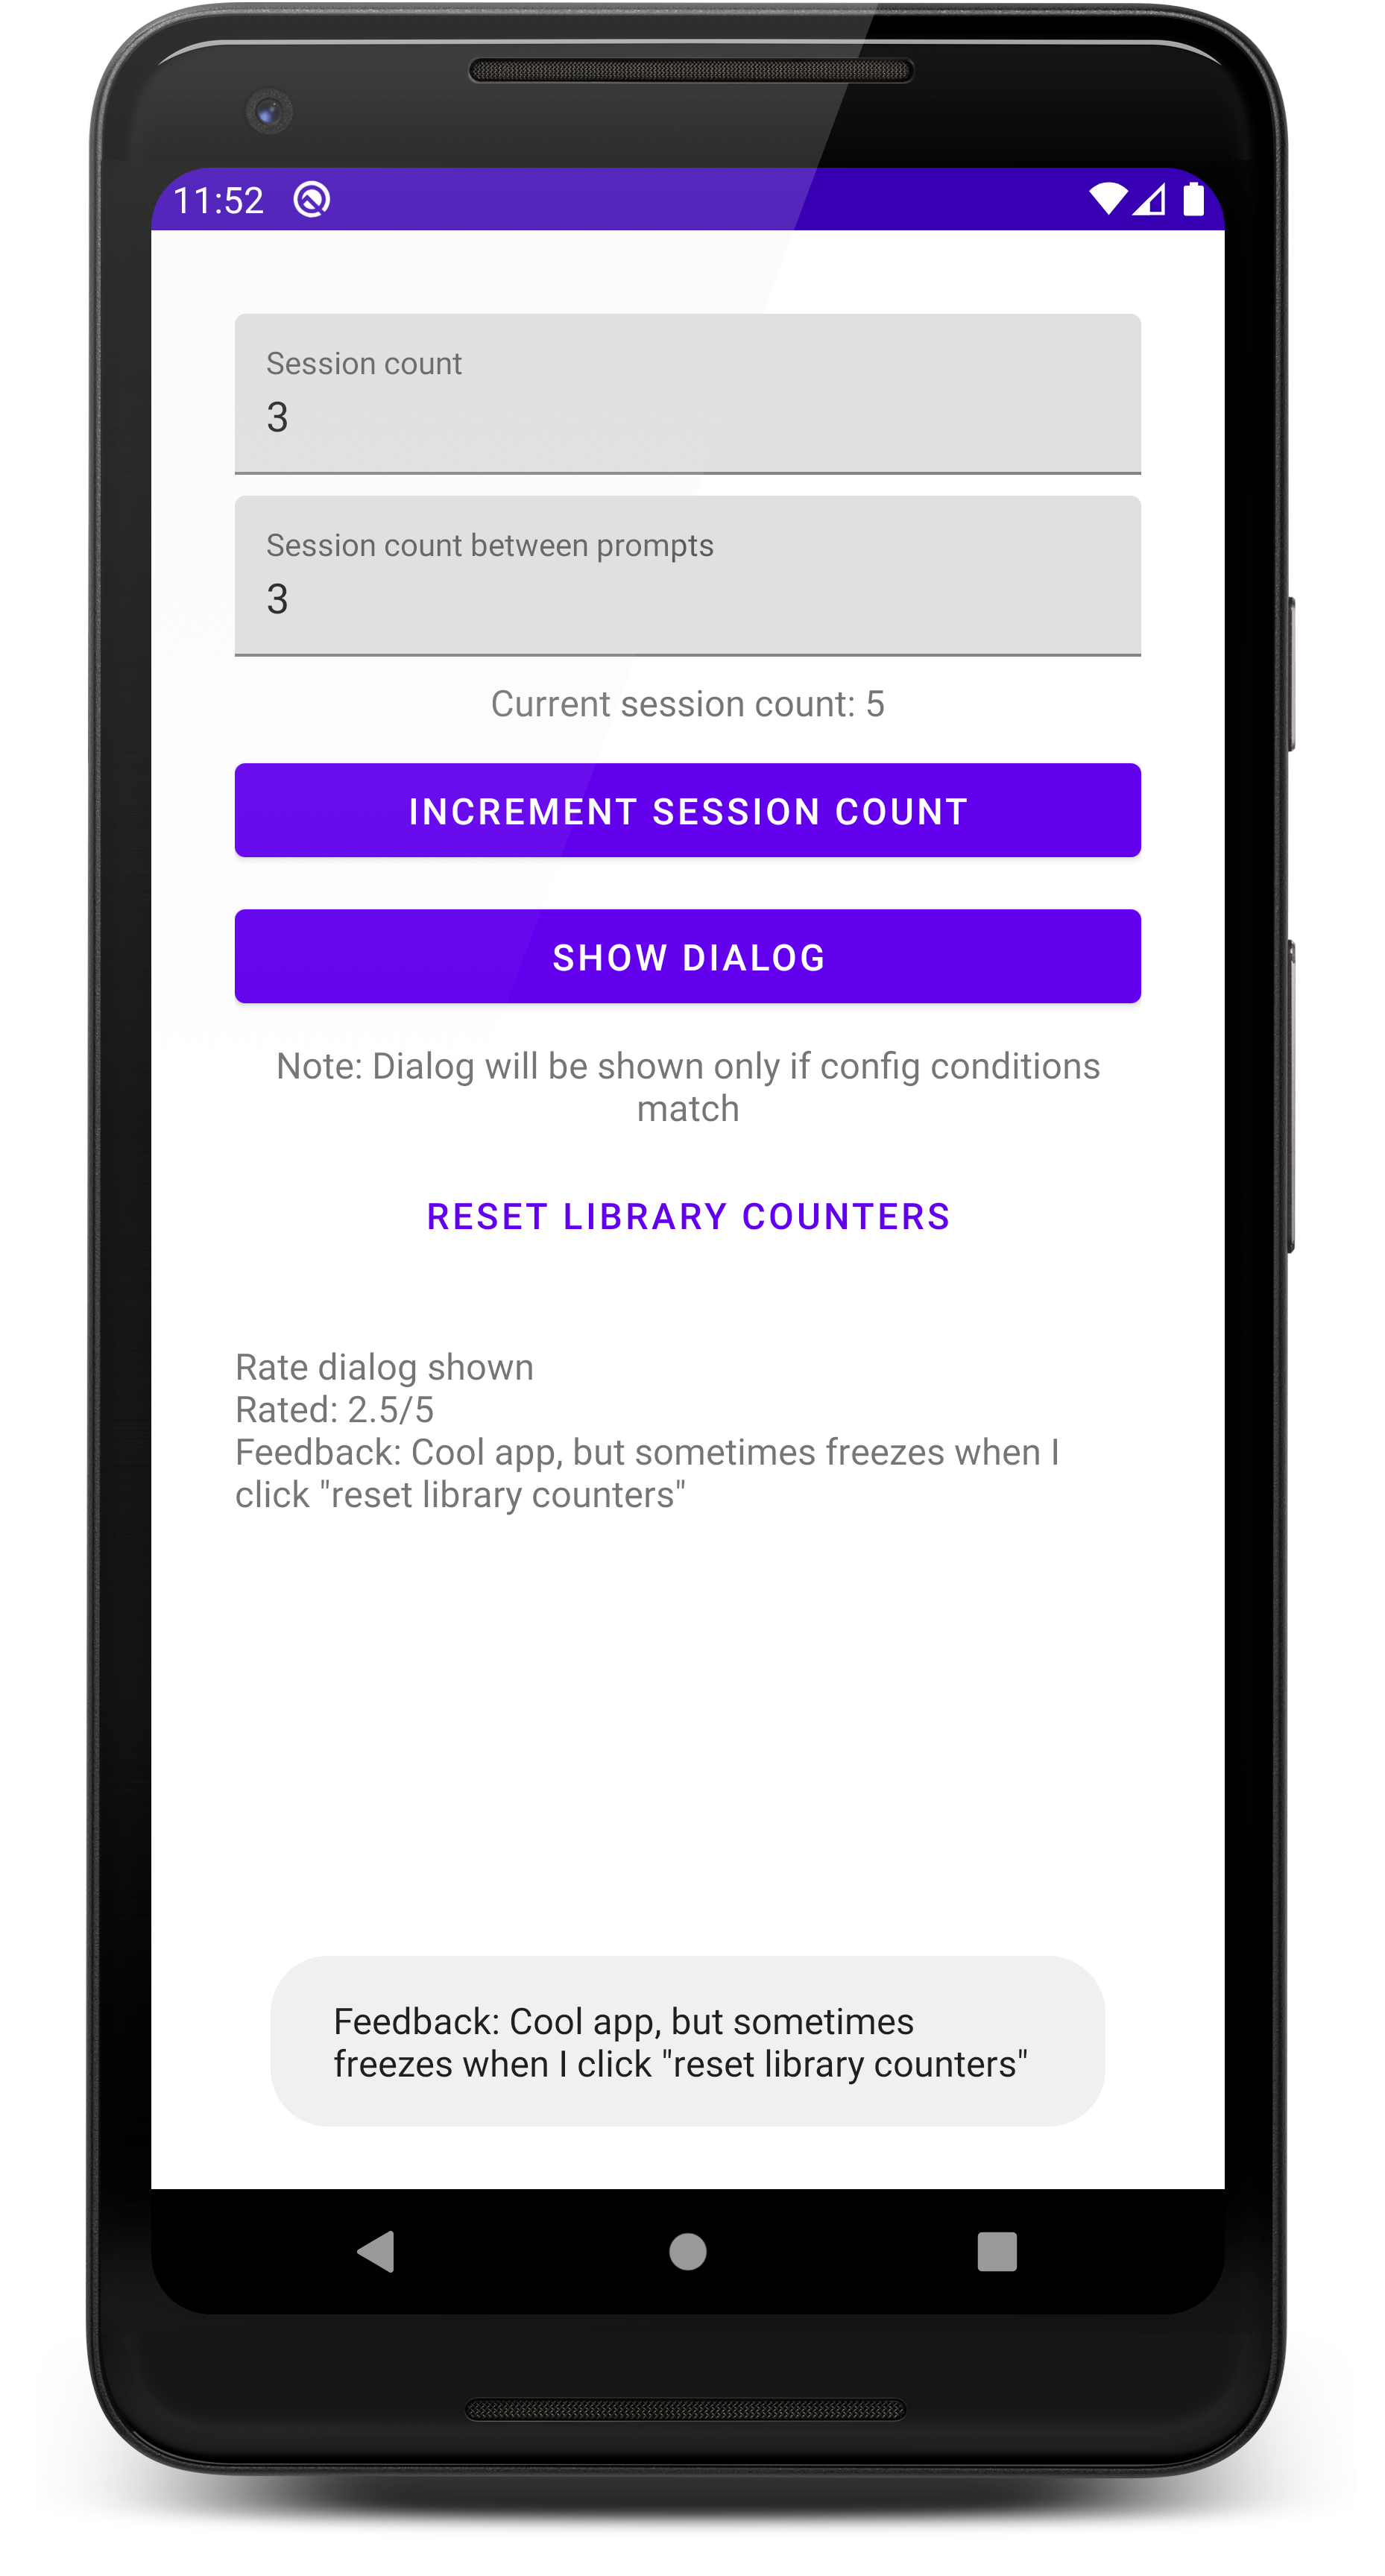 11:52
Session count
3
Session count between prompts
3
Current session count: 5
INCREMENT SESSION COUNT
SHOW DIALOG
Note: Dialog will be shown only if config conditions
match
RESET LIBRARY COUNTERS
Rate dialog shown
Rated: 2.5/5
Feedback: Cool app, but sometimes freezes when I
click "reset library counters"
Feedback: Cool app, but sometimes
freezes when I click "reset library counters"